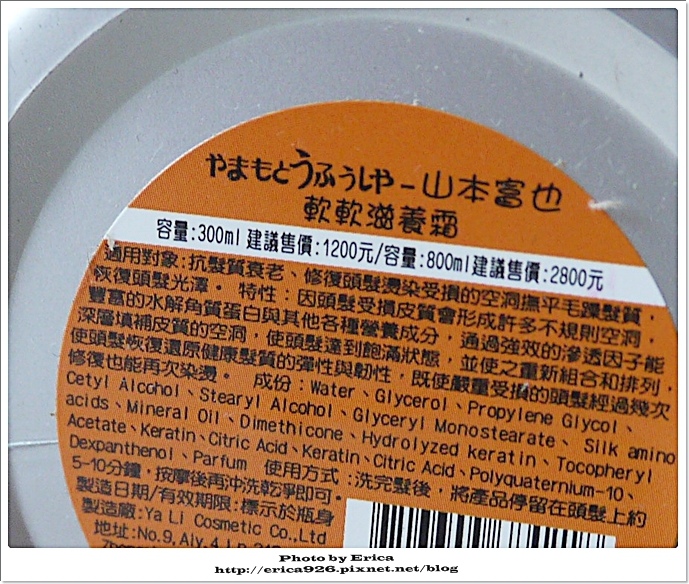 やまもとうふうしや-山本富也
軟軟滋養霜
容量:300ml 建議售價:1200元/容量:800ml建議售價:2800元
適用對象:抗髮質衰老、修復頭髮燙染受損的空洞撫平毛躁髮質，
恢復頭髮光澤。 特性：因頭髮受損皮質會形成許多不規則空洞，
豐富的水解角質蛋白與其他各種營養成分，通過強效的滲透因子能
深層填補皮質的空洞，使頭髮達到飽滿狀態，並使之重新組合和排列，
使頭髮恢復還原健康髮質的彈性與韌性，既使嚴重受損的頭髮經過幾次
修復也能再次染燙。 成份：Water、Glycerol、Propylene Glycol、
Cetyl Alcohol、Stearyl Alcohol、Glyceryl Monostearate、 Silk amino
acids、Mineral Oil、Dimethicone、Hydrolyzed keratin、Tocopheryl
Acetate、Keratin、Citric Acid、Keratin、Citric Acid、Polyquaternium-10、
Dexpanthenol、Parfum 使用方式:洗完髮後，將產品停留在頭髮上約
5-10分鐘，按摩後再沖洗乾淨即可。
製造日期/有效期限:標示於瓶身
製造廠:Ya Li Cosmetic Co.,Ltd
地址:No.9,Aly.4,Ln
Photo by Erica
http://erica926.pixnet.net/blog